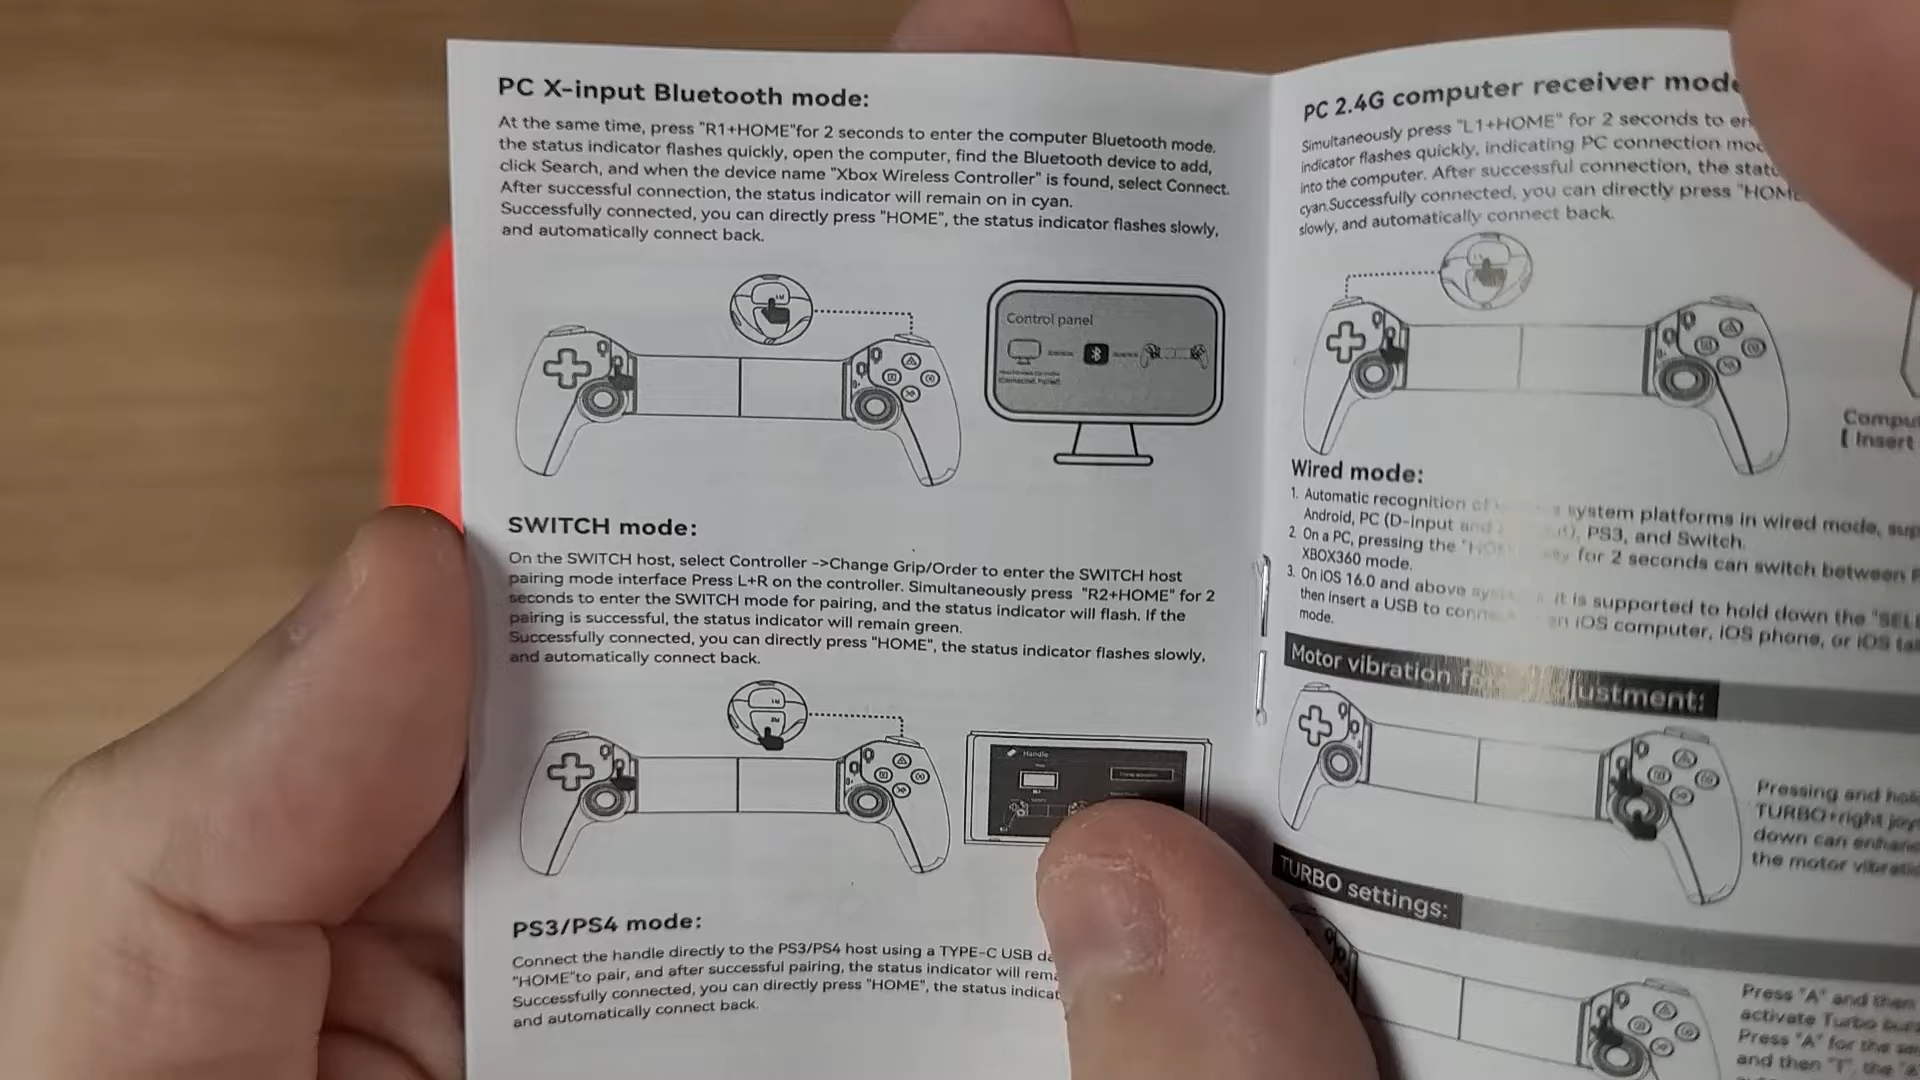 PC X-input Bluetooth mode:
At the same time, press "R1+HOME"for 2 seconds to enter the computer Bluetooth mode.
the status indicator flashes quickly, open the computer, find the Bluetooth device to add,
click Search, and when the device name "Xbox Wireless Controller" is found, select Connect.
After successful connection, the status indicator will remain on in cyan.
Successfully connected, you can directly press "HOME", the status indicator flashes slowly,
and automatically connect back.
Control panel
SWITCH mode:
On the SWITCH host, select Controller ->Change Grip/Order to enter the SWITCH host
pairing mode interface Press L+R on the controller. Simultaneously press "R2+HOME" for 2
seconds to enter the SWITCH mode for pairing, and the status indicator will flash. If the
pairing is successful, the status indicator will remain green.
Successfully connected, you can directly press "HOME", the status indicator flashes slowly,
and automatically connect back.
Handle
PS3/PS4 mode:
Connect the handle directly to the PS3/PS4 host using a TYPE-C USB
"HOME"to pair, and after successful pairing, the status indicator will
Successfully connected, you can directly press "HOME", the status
and automatically connect back.
PC 2.4G computer receiver
Simultaneously press "L1+HOME" for 2 seconds to
indicator flashes quickly, indicating PC connection
into the computer. After successful connection, the
cyan.Successfully connected, you can directly press
slowly, and automatically connect back.
[ Insert
Wired mode:
1. Automatic recognition system platforms in wired mode,
Android, PC (D-Input and PS3, and Switch.
2. On a PC, pressing the for 2 seconds can switch between
XBOX360 mode.
3. On iOS 16.0 and above it is supported to hold down the
then insert a USB to an iOS computer, iOS phone, or iOS
mode.
Motor vibration
Pressing and
TURBO+right
down can
the motor
TURBO settings:
Press "A" and then
activate Turbo
Press "A" for the
and then "T", the